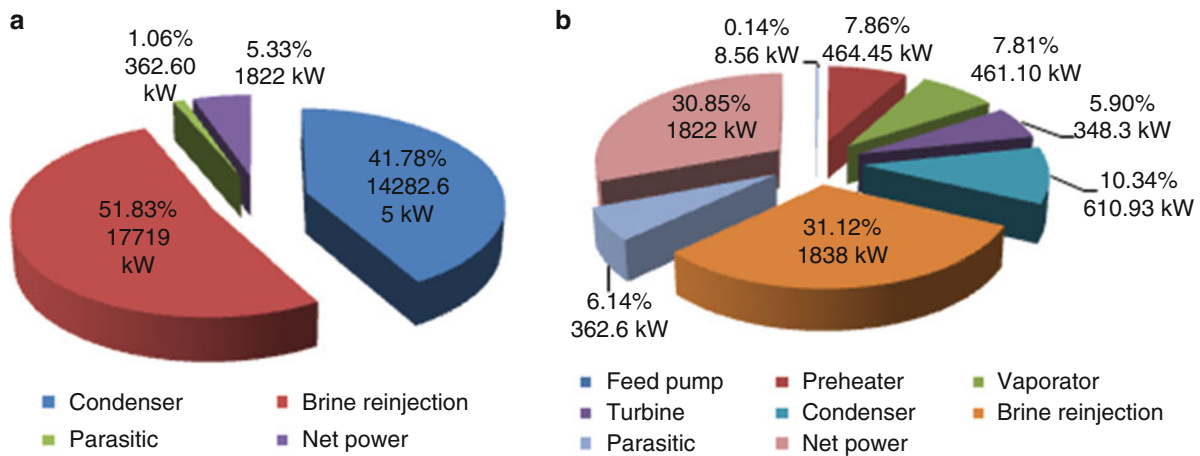 a
1.06%
362.60
kW
5.33%
1822 kW
41.78%
14282.6
5 kW
51.83%
17719
kW
Condenser
Brine reinjection
Parasitic
Net power
b
0.14%
8.56 kW
7.86%
464.45 kW
7.81%
461.10 kW
5.90%
348.3 kW
10.34%
610.93 kW
30.85%
1822 kW
31.12%
1838 kW
6.14%
362.6 kW
Feed pump
Preheater
Vaporator
Turbine
Condenser
Brine reinjection
Parasitic
Net power